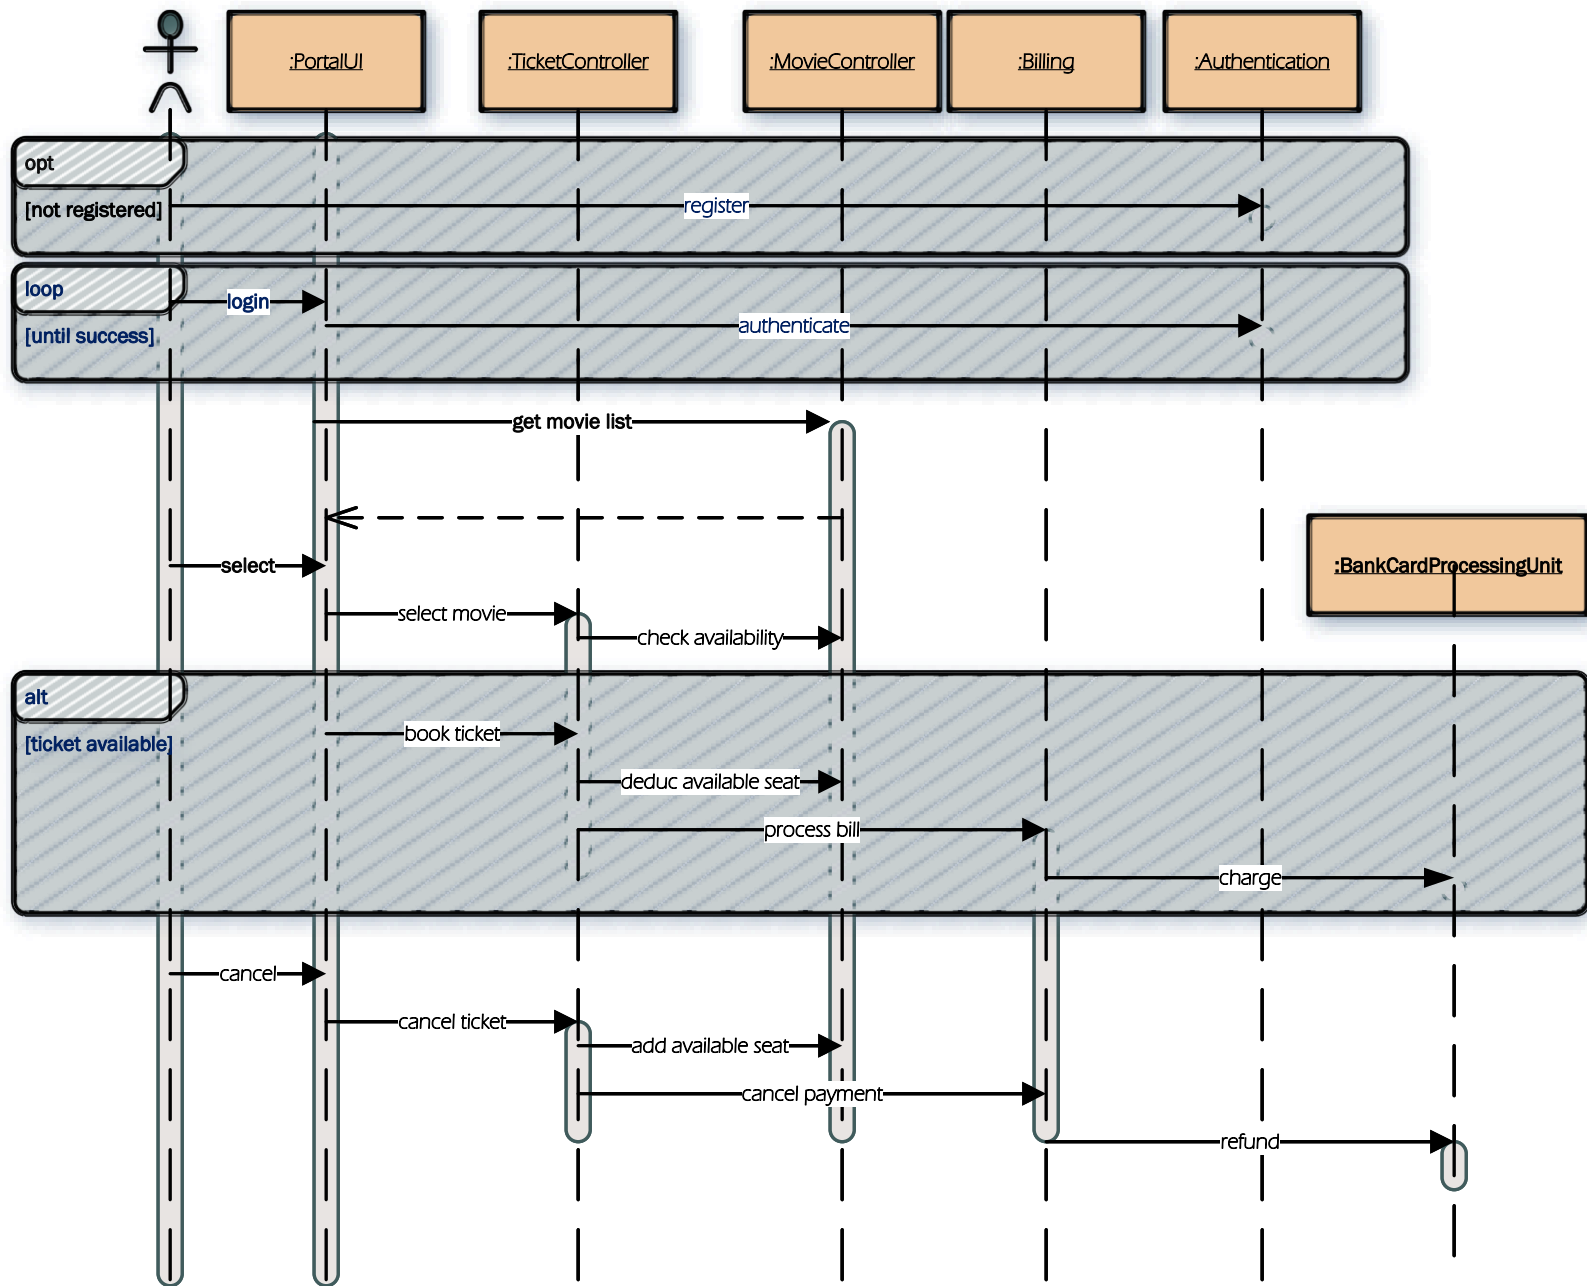 :PortalUI
:TicketController
:MovieController
:Billing
:Authentication
opt
[not registered]
register
loop
login
[until success]
authenticate
get movie list
select
:BankCardProcessingUnit
select movie
check availability
alt
book ticket
[ticket available]
deduc available seat
process bill
charge
cancel
cancel ticket
add available seat
cancel payment
refund